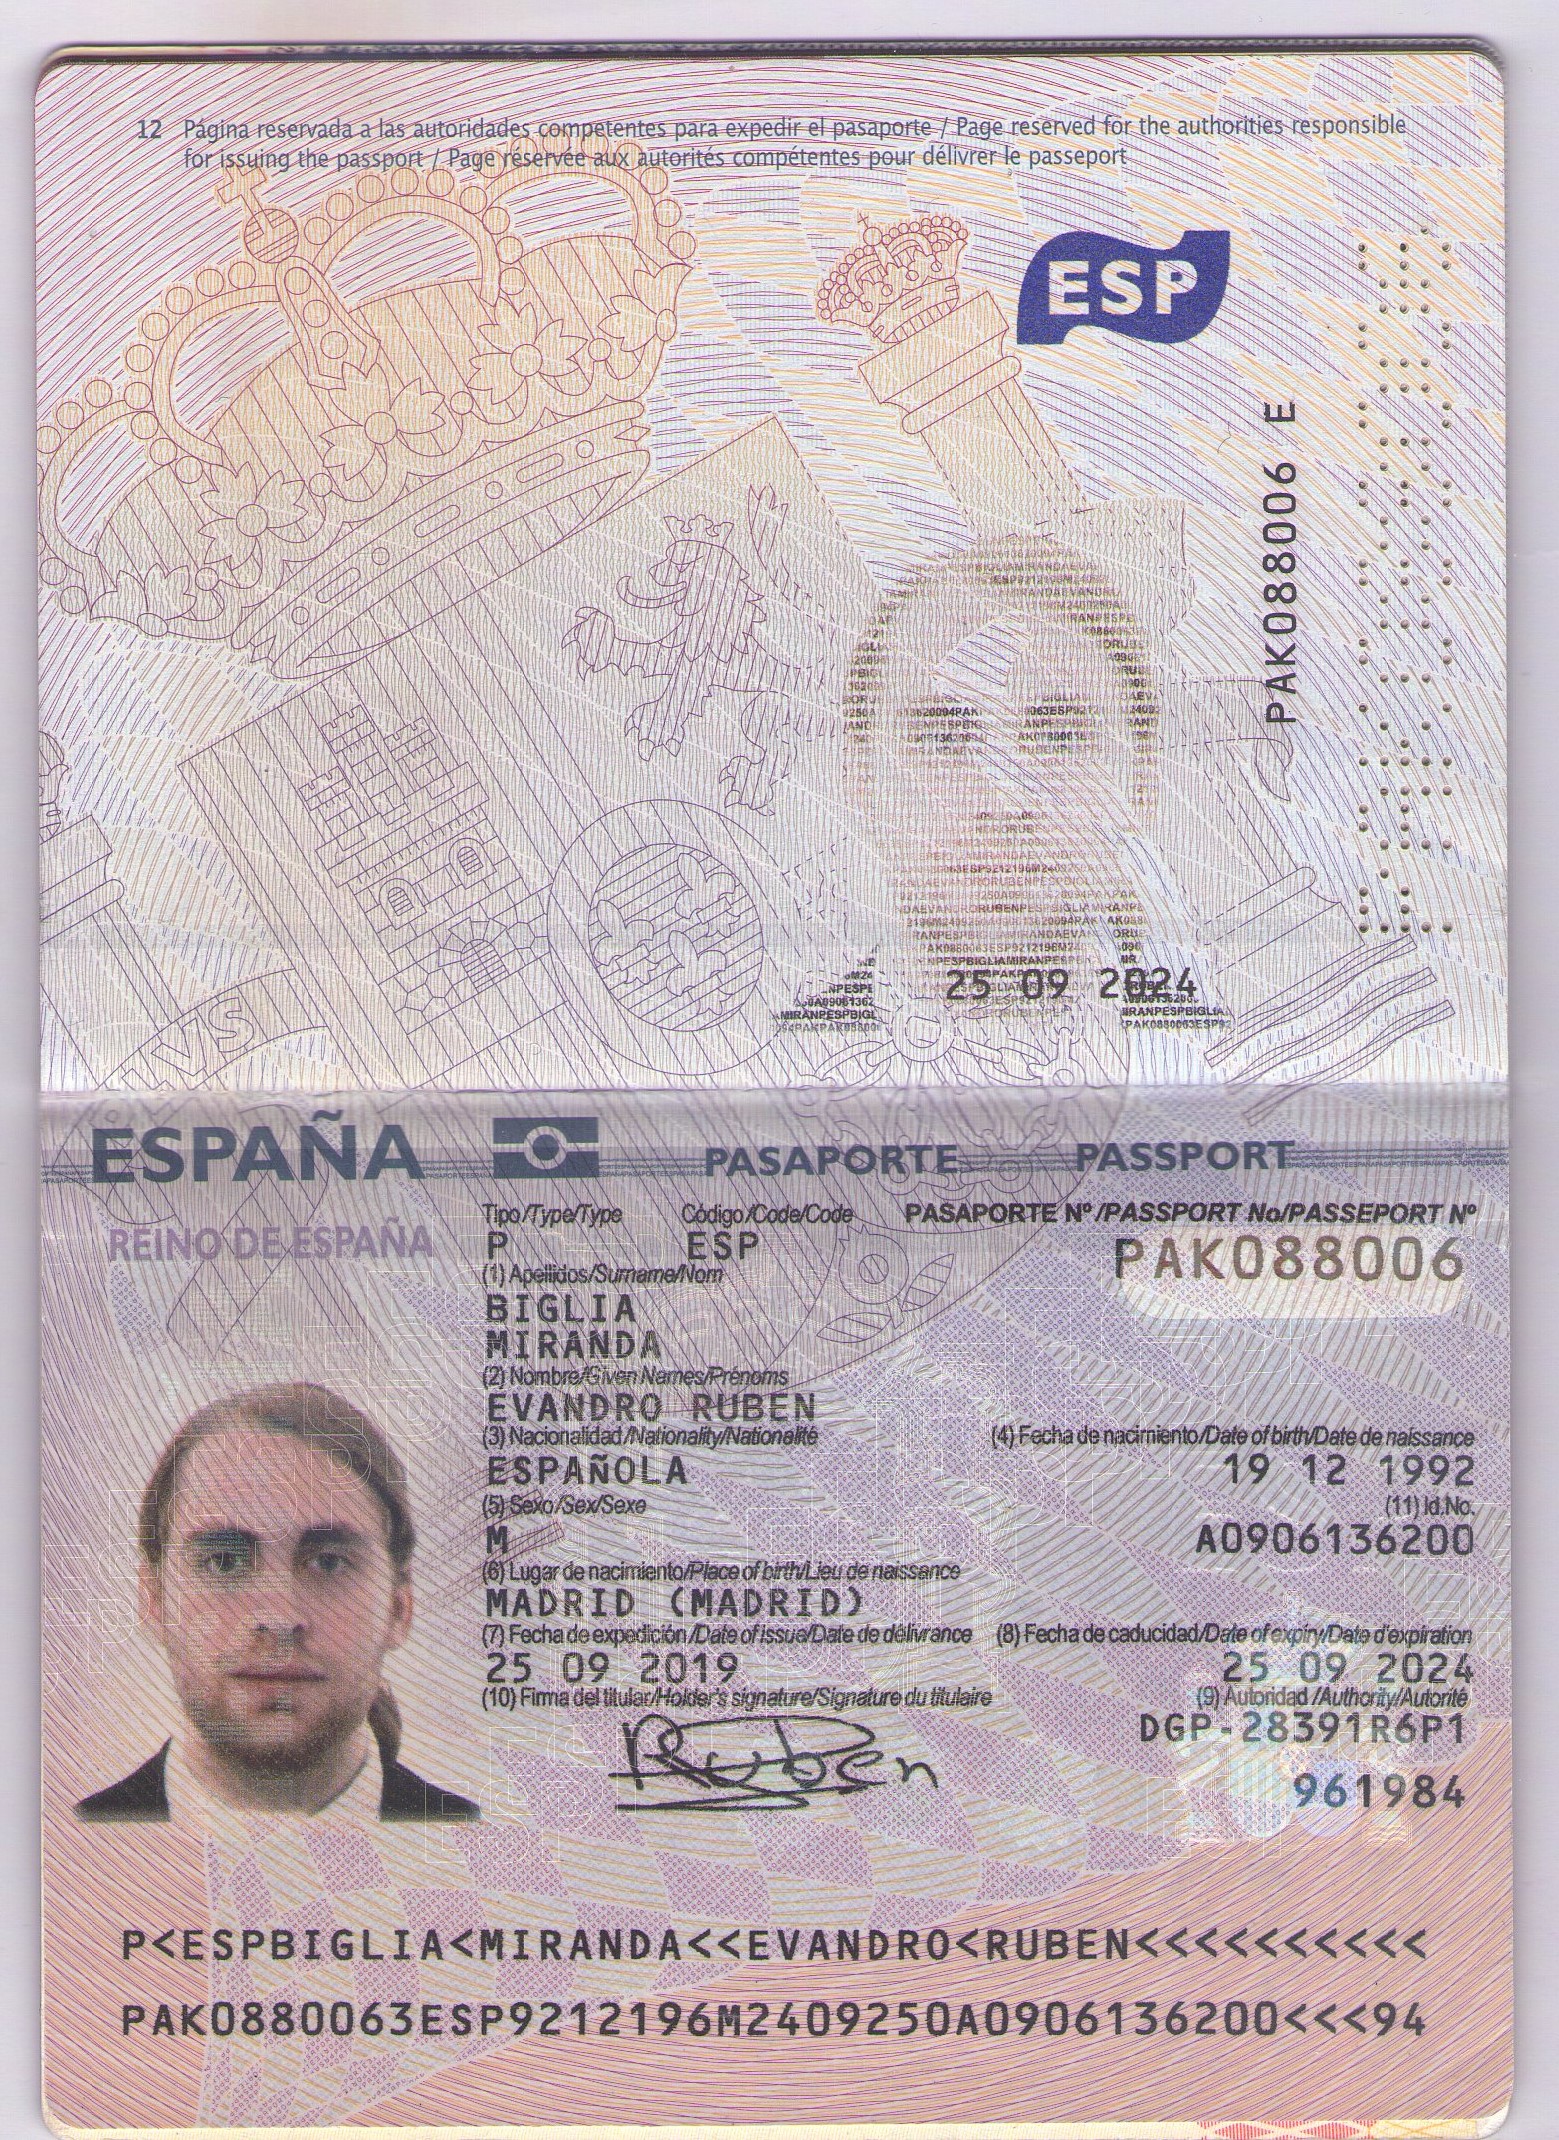 12 Página reservada a las autoridades competentes para expedir el pasaporte / Page reserved for the authorities responsible
for issuing the passport / Page réservée aux autorités compétentes pour délivrer le passeport
ESP
PAK088006 E
25 09 2024
ESPAÑA PASAPORTE PASSPORT
REINO DE ESPAÑA
Tipo/Type/Type Código/Code/Code PASAPORTE Nº/PASSPORT No/PASSEPORT Nº
P ESP PAK088006
(1) Apellidos/Surname/Nom
BIGLIA
MIRANDA
(2) Nombre/Given Names/Prénoms
EVANDRO RUBEN
(3) Nacionalidad/Nationality/Nationalité (4) Fecha de nacimiento/Date of birth/Date de naissance
ESPAÑOLA 19 12 1992
(5) Sexo/Sex/Sexe (11) Id.No.
M A0906136200
(6) Lugar de nacimiento/Place of birth/Lieu de naissance
MADRID (MADRID)
(7) Fecha de expedición/Date of issue/Date de délivrance (8) Fecha de caducidad/Date of expiry/Date d'expiration
25 09 2019 25 09 2024
(10) Firma del titular/Holder's signature/Signature du titulaire (9) Autoridad/Authority/Autorité
DGP-28391R6P1
Ruben
961984
P<ESPBIGLIA<MIRANDA<<EVANDRO<RUBEN<<<<<<<<<<
PAK0880063ESP9212196M2409250A0906136200<<<94